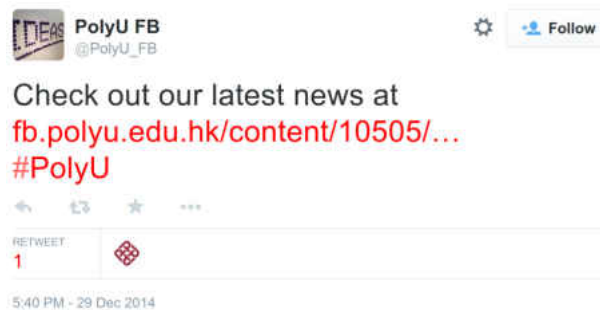 IDEAS
PolyU FB
@PolyU_FB
Follow
Check out our latest news at
fb.polyu.edu.hk/content/10505/...
#PolyU
RETWEET
1
5:40 PM - 29 Dec 2014